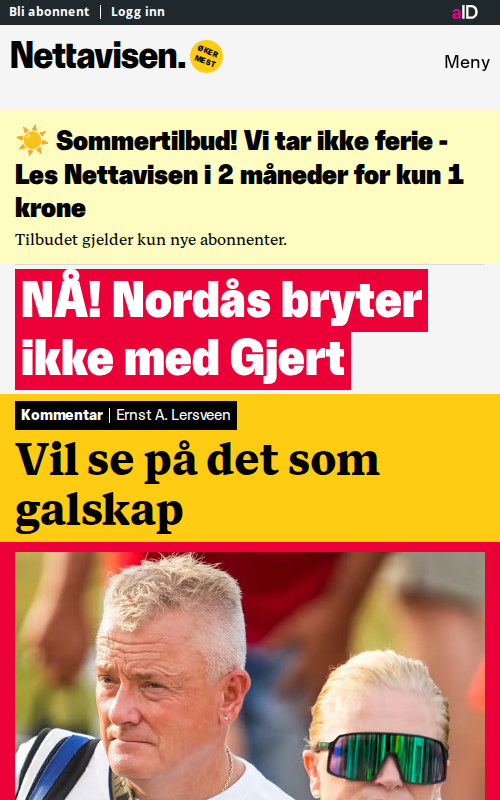 Bli abonnent | Logg inn
aID
Nettavisen.
ØKER
MEST
Meny
☀️ Sommertilbud! Vi tar ikke ferie -
Les Nettavisen i 2 måneder for kun 1
krone
Tilbudet gjelder kun nye abonnenter.
NÅ! Nordås bryter
ikke med Gjert
Kommentar | Ernst A. Lersveen
Vil se på det som
galskap